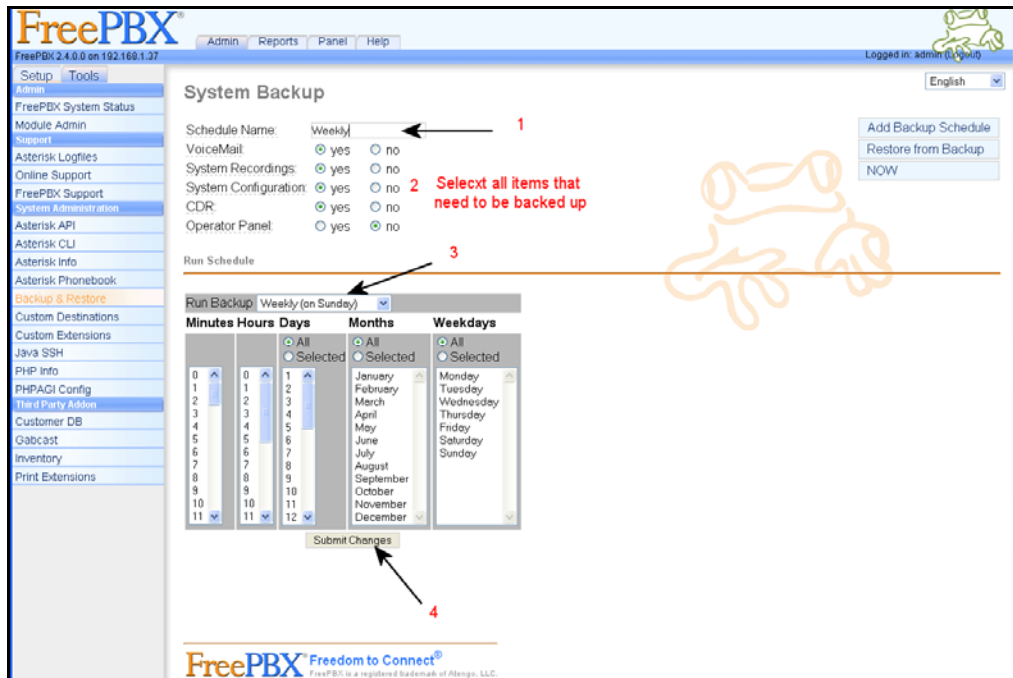 FreePBX®
Admin Reports Panel Help
FreePBX 2.4.0.0 on 192.168.1.37
Logged in: admin (Logout)
Setup Tools
English
Admin
FreePBX System Status
Module Admin
Support
Asterisk Logfiles
Online Support
FreePBX Support
System Administration
Asterisk API
Asterisk CLI
Asterisk Info
Asterisk Phonebook
Backup & Restore
Custom Destinations
Custom Extensions
Java SSH
PHP Info
PHPAGI Config
Third Party Addon
Customer DB
Gabcast
Inventory
Print Extensions
System Backup
Schedule Name: Weekly
1
VoiceMail: yes no
System Recordings: yes no
System Configuration: yes no
CDR: yes no
Operator Panel: yes no
2 Selecxt all items that
need to be backed up
Add Backup Schedule
Restore from Backup
NOW
3
Run Schedule
Run Backup Weekly (on Sunday)
Minutes Hours Days Months Weekdays
All All All
Selected Selected Selected
0 0 1 January Monday
1 1 2 February Tuesday
2 2 3 March Wednesday
3 3 4 April Thursday
4 4 5 May Friday
5 5 6 June Saturday
6 6 7 July Sunday
7 7 8 August
8 8 9 September
9 9 10 October
10 10 11 November
11 11 12 December
Submit Changes
4
FreePBX® Freedom to Connect®
FreePBX is a registered trademark of Atengo, LLC.